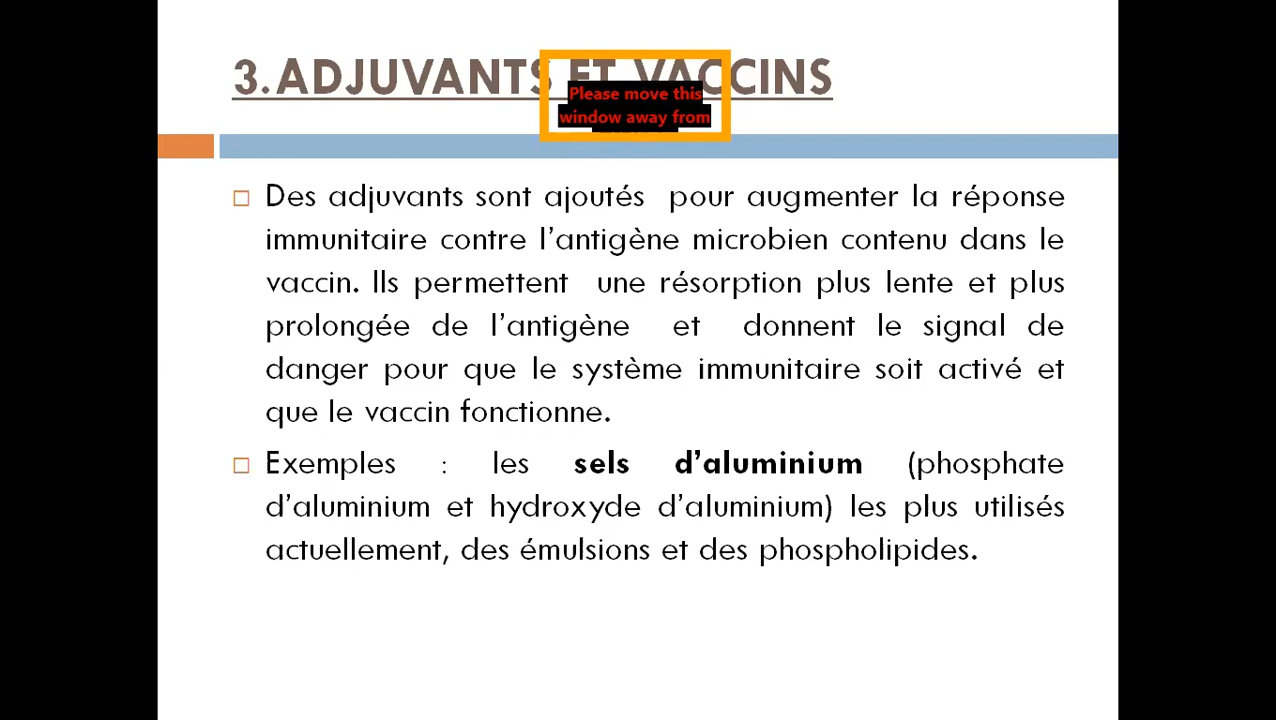 3. ADJUVANTS ET VACCINS
Please move this
window away from
Des adjuvants sont ajoutés pour augmenter la réponse
immunitaire contre l'antigène microbien contenu dans le
vaccin. Ils permettent une résorption plus lente et plus
prolongée de l'antigène et donnent le signal de
danger pour que le système immunitaire soit activé et
que le vaccin fonctionne.
Exemples : les sels d'aluminium (phosphate
d'aluminium et hydroxyde d'aluminium) les plus utilisés
actuellement, des émulsions et des phospholipides.